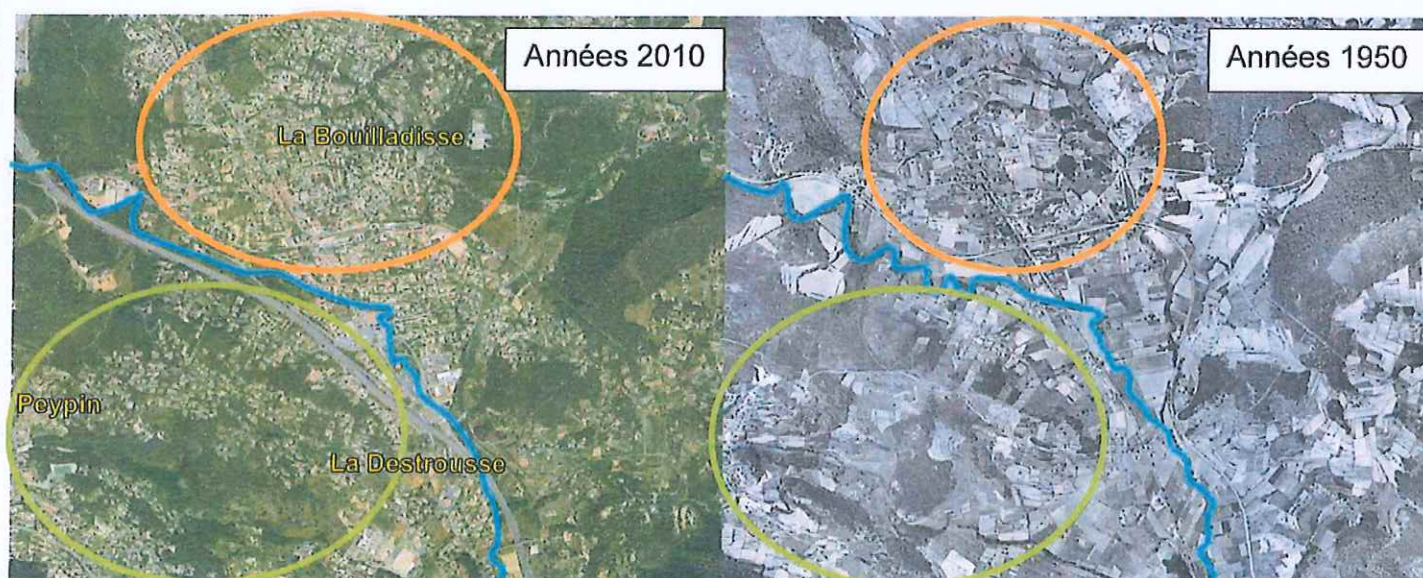 Années 2010
Années 1950
La Bouilladisse
Peypin
La Destrousse